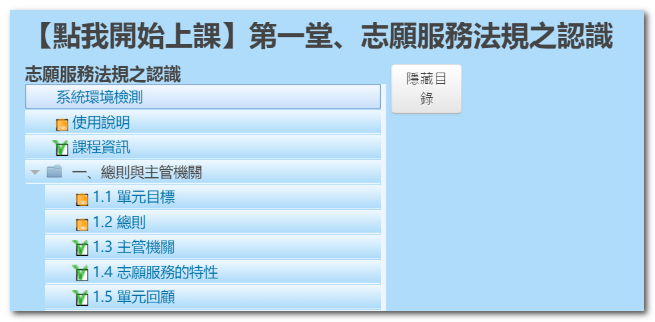 【點我開始上課】第一堂、志願服務法規之認識
志願服務法規之認識
隱藏目
錄
系統環境檢測
使用說明
課程資訊
一、總則與主管機關
1.1 單元目標
1.2 總則
1.3 主管機關
1.4 志願服務的特性
1.5 單元回顧